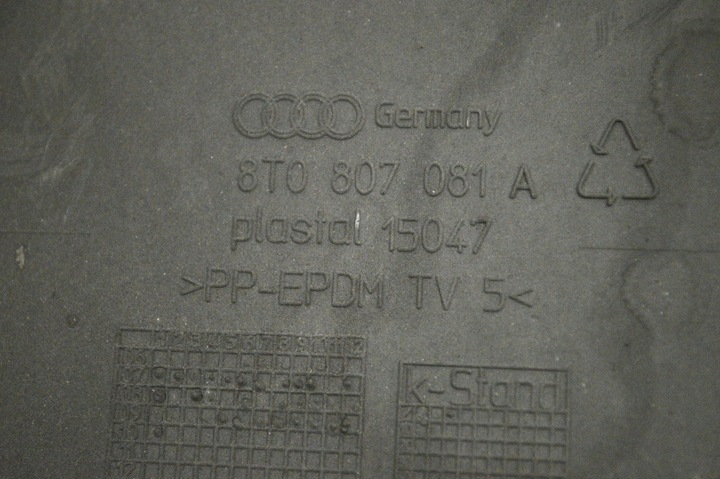 Germany
8T0 807 081 A
plastal 15047
>PP-EPDM TV 5<
k-Stand